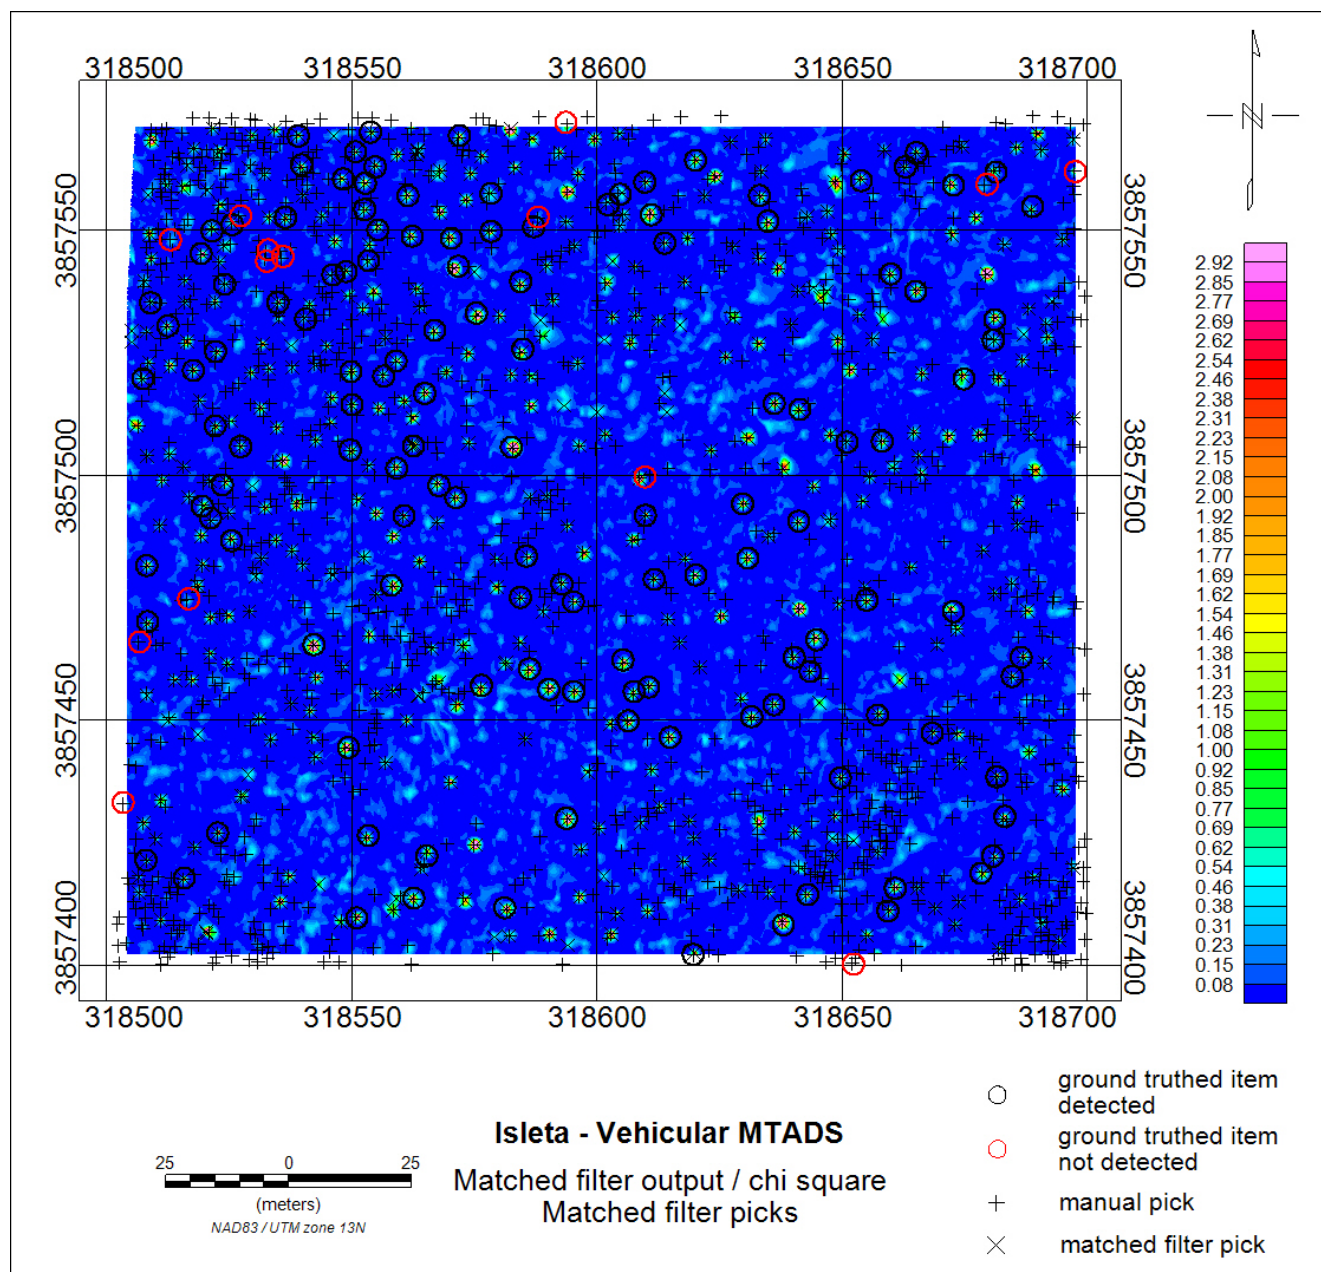 318500 318550 318600 318650 318700
N
3857550 3857550
3857500 3857500
3857450 3857450
3857400 3857400
318500 318550 318600 318650 318700
2.92
2.85
2.77
2.69
2.62
2.54
2.46
2.38
2.31
2.23
2.15
2.08
2.00
1.92
1.85
1.77
1.69
1.62
1.54
1.46
1.38
1.31
1.23
1.15
1.08
1.00
0.92
0.85
0.77
0.69
0.62
0.54
0.46
0.38
0.31
0.23
0.15
0.08
25 0 25
(meters)
NAD83 / UTM zone 13N
Isleta - Vehicular MTADS
Matched filter output / chi square
Matched filter picks
ground truthed item
detected
ground truthed item
not detected
manual pick
matched filter pick